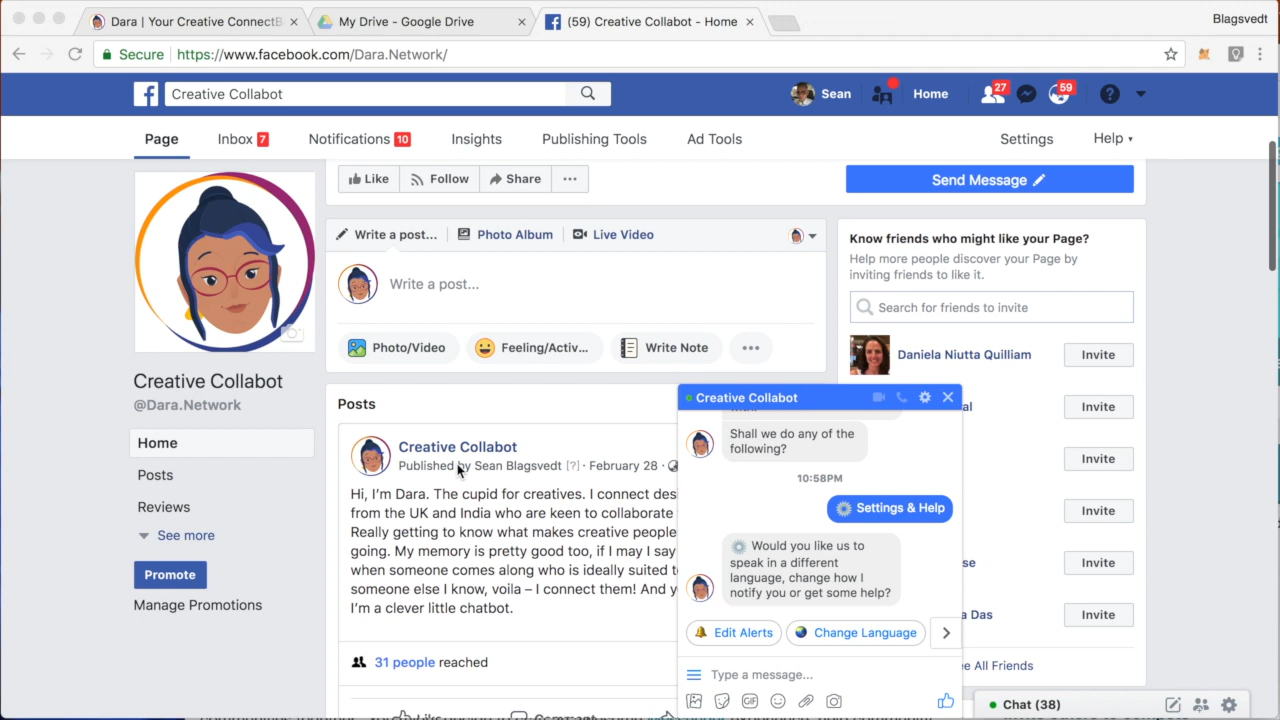 Dara | Your Creative ConnectB
My Drive - Google Drive
(59) Creative Collabot - Home
Blagsvedt
Secure
https://www.facebook.com/Dara.Network/
Creative Collabot
Sean
Home
27
59
Page
Inbox 7
Notifications 10
Insights
Publishing Tools
Ad Tools
Settings
Help
Like
Follow
Share
Send Message
Write a post...
Photo Album
Live Video
Write a post...
Photo/Video
Feeling/Activ...
Write Note
Know friends who might like your Page?
Help more people discover your Page by
inviting friends to like it.
Search for friends to invite
Daniela Niutta Quilliam
Invite
al
Invite
Invite
Invite
se
Invite
a Das
Invite
ee All Friends
Creative Collabot
@Dara.Network
Home
Posts
Reviews
See more
Promote
Manage Promotions
Posts
Creative Collabot
Published by Sean Blagsvedt [?] · February 28 ·
Hi, I'm Dara. The cupid for creatives. I connect des
from the UK and India who are keen to collaborate
Really getting to know what makes creative people
going. My memory is pretty good too, if I may say
when someone comes along who is ideally suited t
someone else I know, voila – I connect them! And y
I'm a clever little chatbot.
31 people reached
Creative Collabot
Shall we do any of the
following?
10:58PM
Settings & Help
Would you like us to
speak in a different
language, change how I
notify you or get some help?
Edit Alerts
Change Language
Type a message...
GIF
Chat (38)